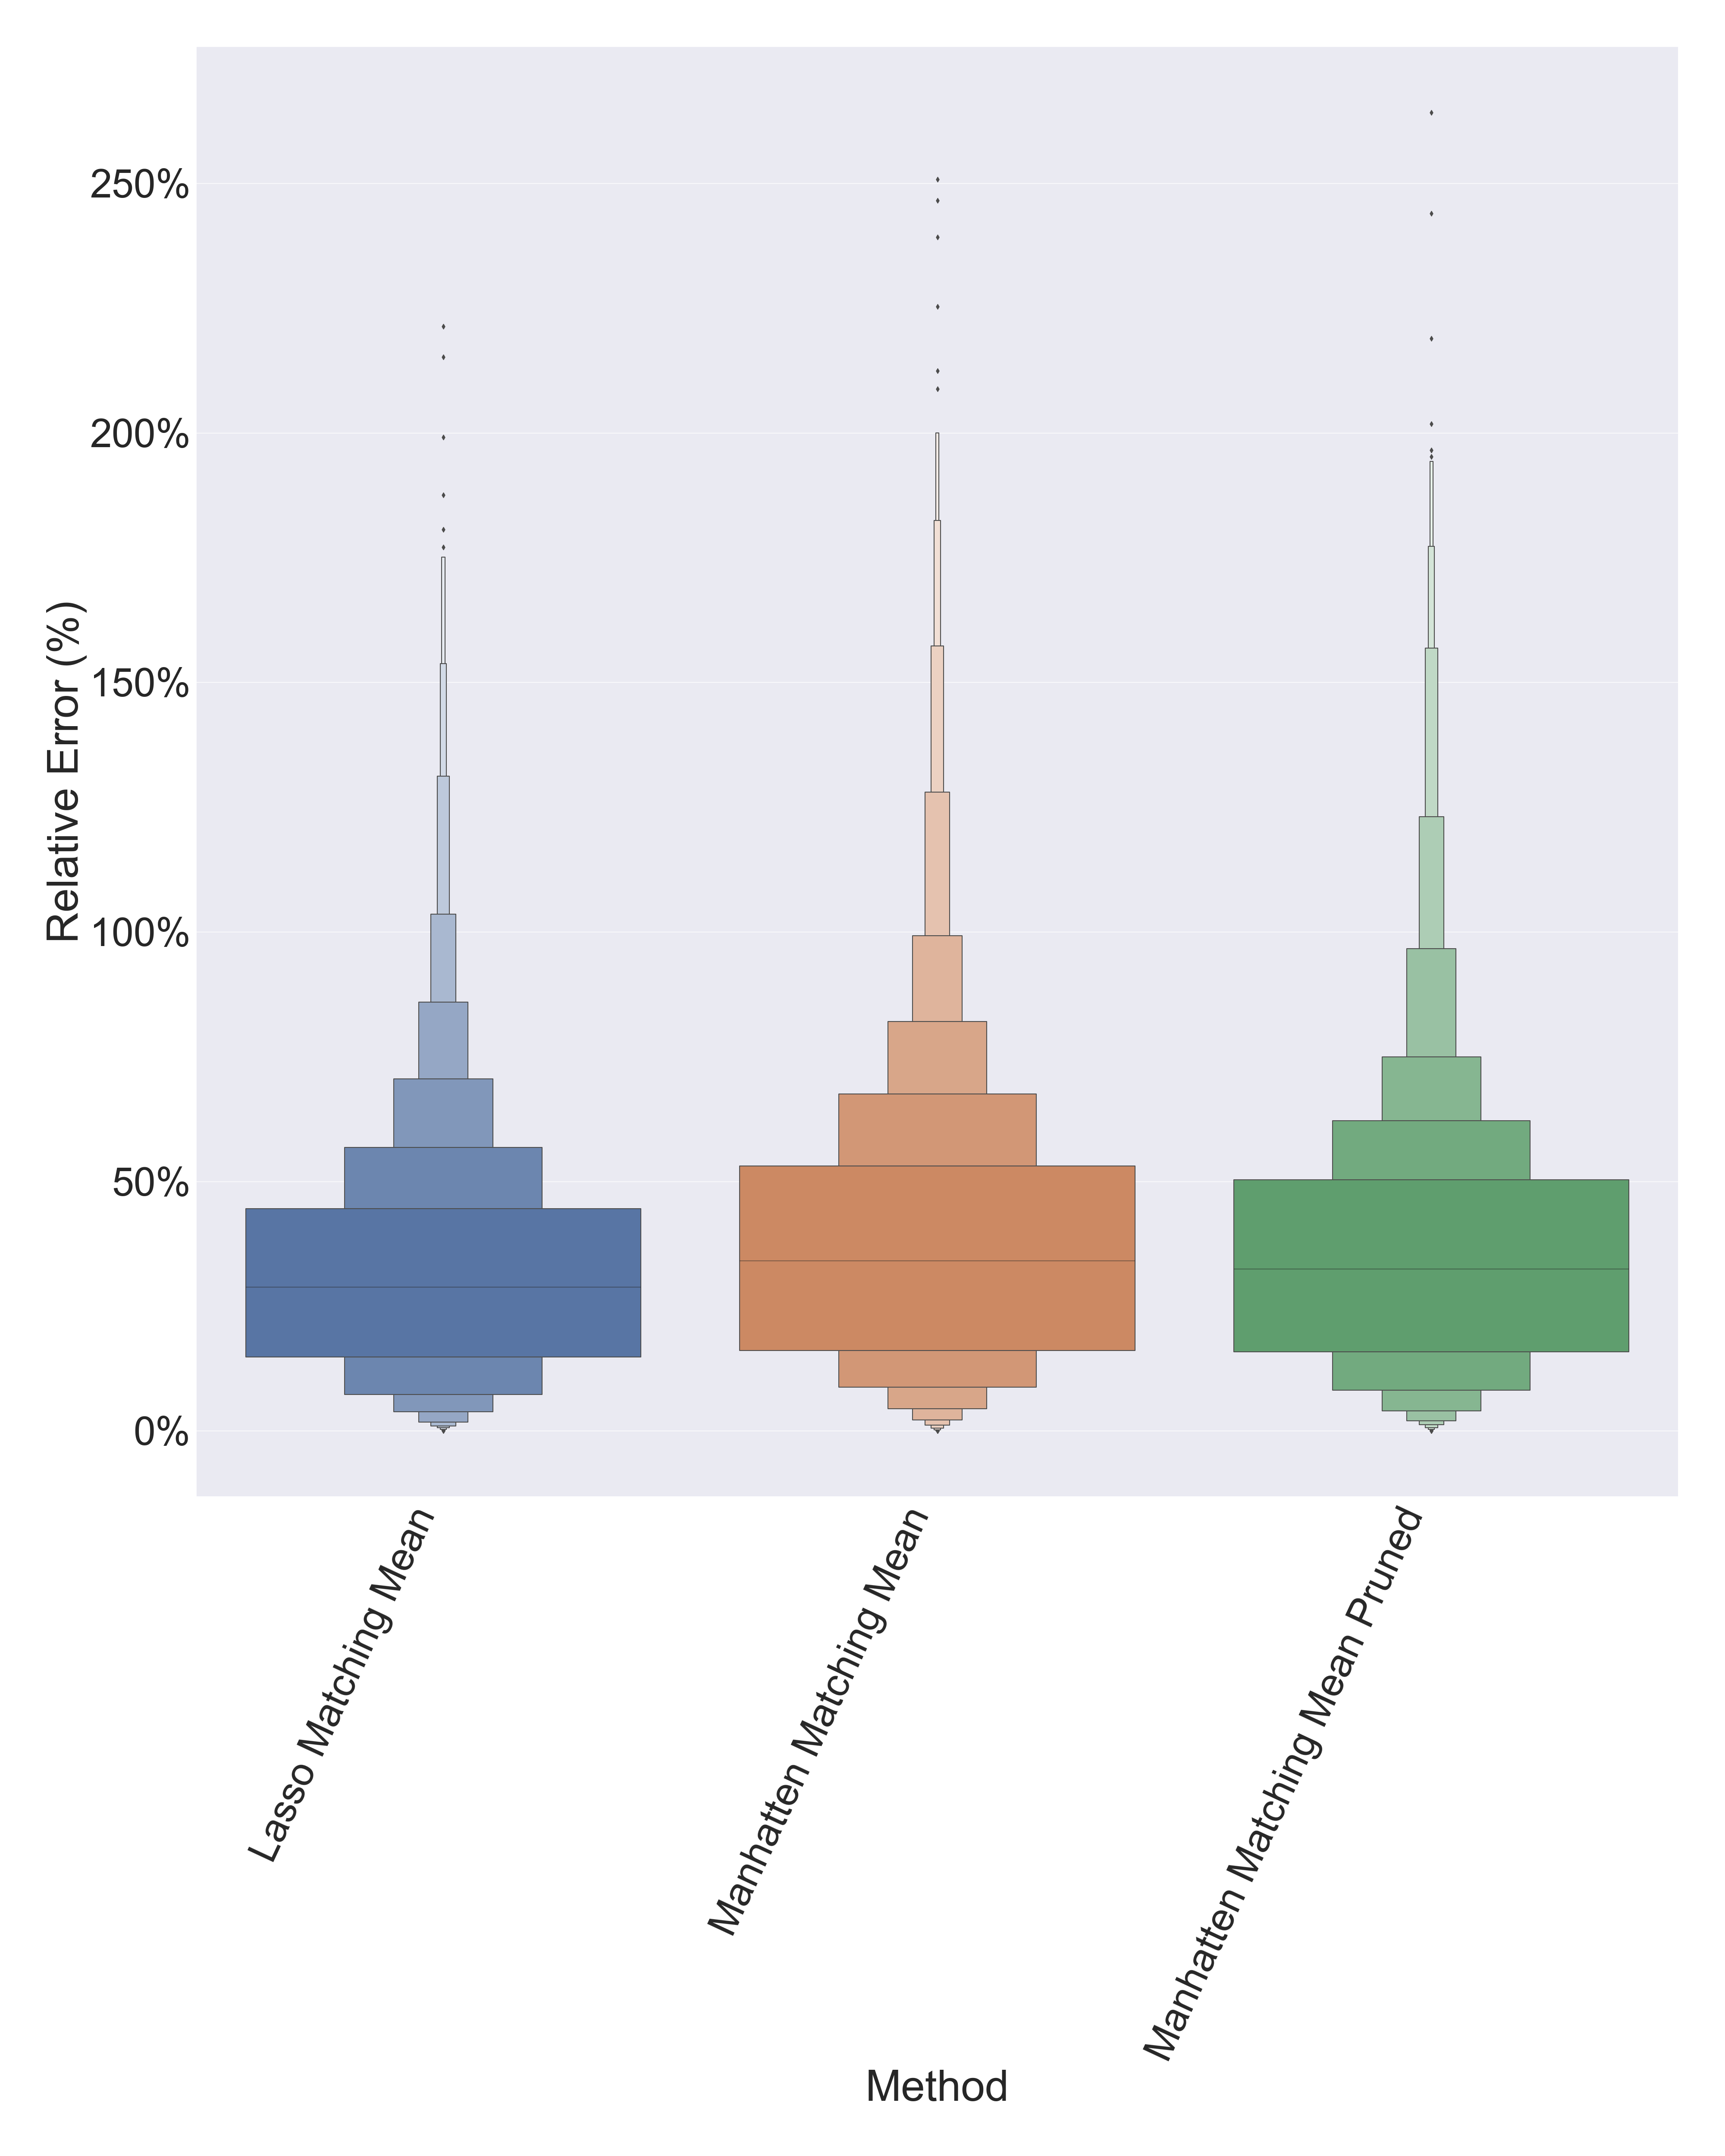 Relative Error (%)
250%
200%
150%
100%
50%
0%
Lasso Matching Mean
Manhatten Matching Mean
Manhatten Matching Mean Pruned
Method